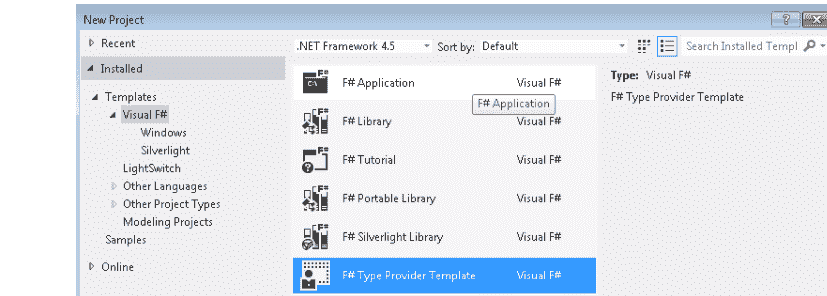 New Project
?
Recent
.NET Framework 4.5
Sort by:
Default
Search Installed Templ
Installed
Templates
Visual F#
Windows
Silverlight
LightSwitch
Other Languages
Other Project Types
Modeling Projects
Samples
Online
F# Application Visual F#
F# Application
F# Library Visual F#
F# Tutorial Visual F#
F# Portable Library Visual F#
F# Silverlight Library Visual F#
F# Type Provider Template Visual F#
Type: Visual F#
F# Type Provider Template